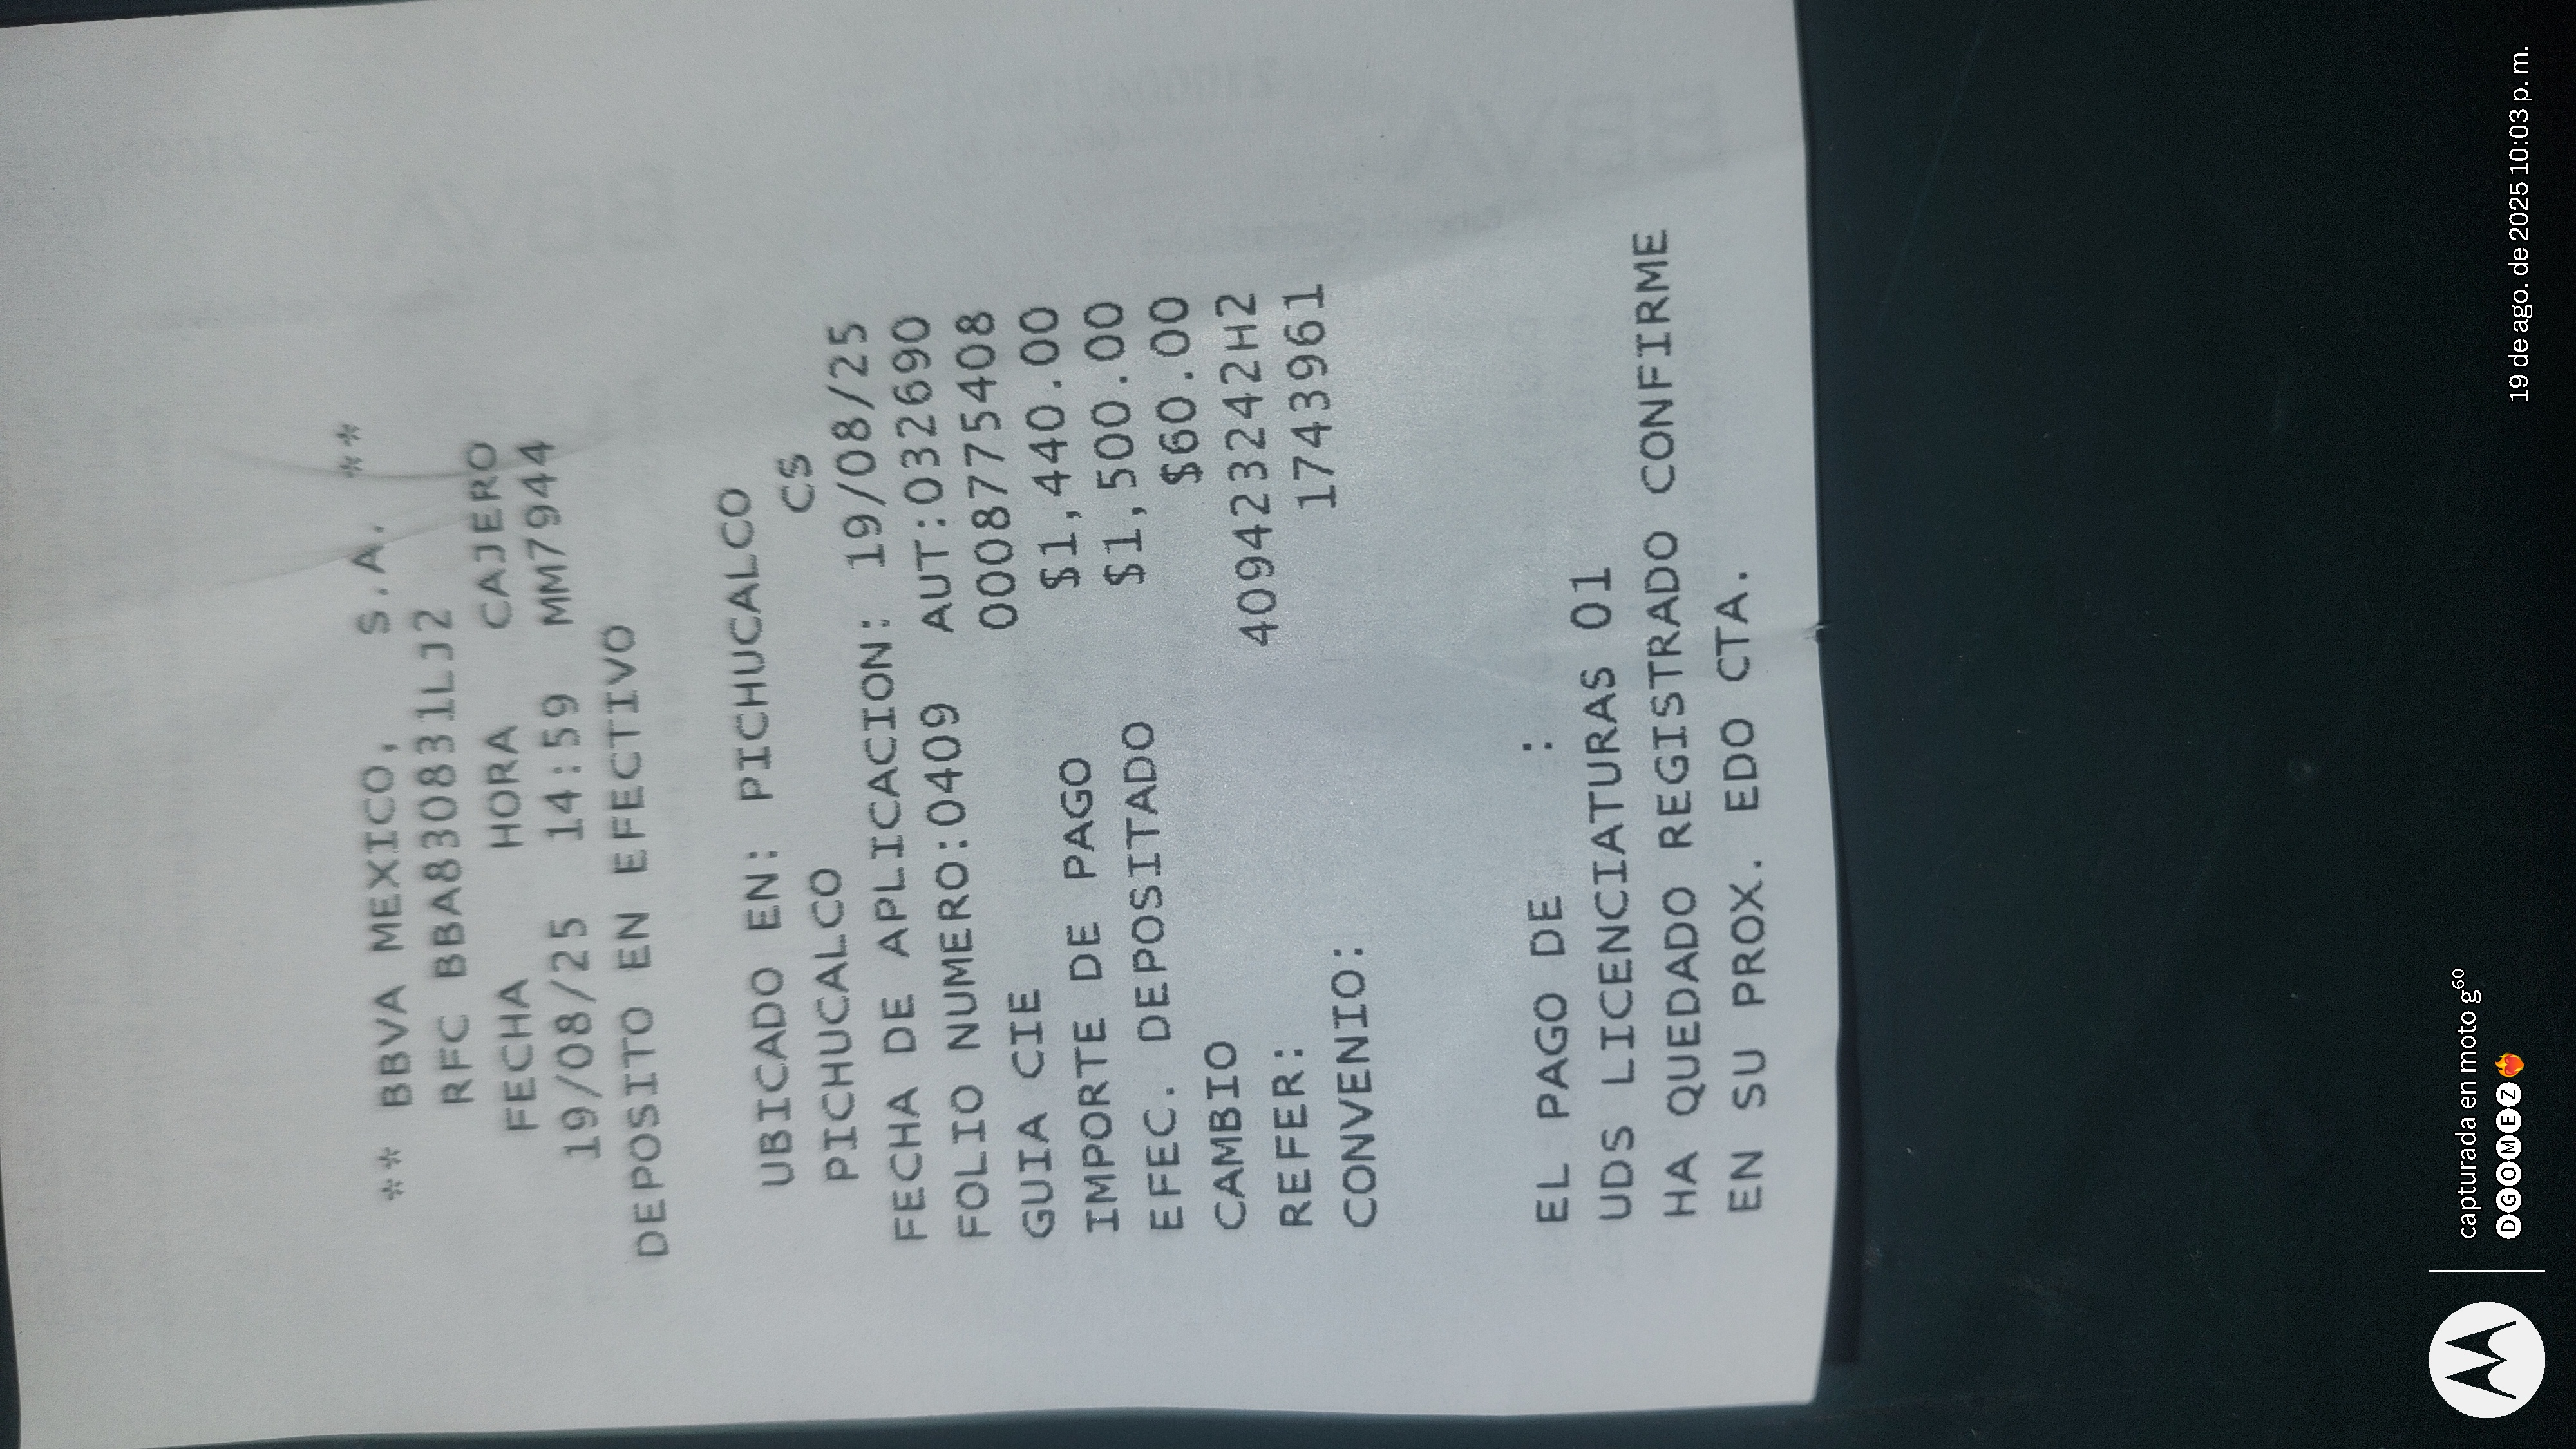 ** BBVA MEXICO, S.A. **
RFC BBA830831LJ2
FECHA HORA CAJERO
19/08/25 14:59 MM7944
DEPOSITO EN EFECTIVO
UBICADO EN: PICHUCALCO
PICHUCALCO CS
FECHA DE APLICACION: 19/08/25
FOLIO NUMERO:0409 AUT:032690
GUIA CIE 0008775408
IMPORTE DE PAGO $1,440.00
EFEC. DEPOSITADO $1,500.00
CAMBIO $60.00
REFER: 409423242H2
CONVENIO: 1743961
EL PAGO DE :
UDS LICENCIATURAS 01
HA QUEDADO REGISTRADO CONFIRME
EN SU PROX. EDO CTA.
BBVA
BBVA
capturada en moto g⁶⁰
🅓🅖🅞🅜🅔🅩❤️‍🔥
19 de ago. de 2025 10:03 p. m.